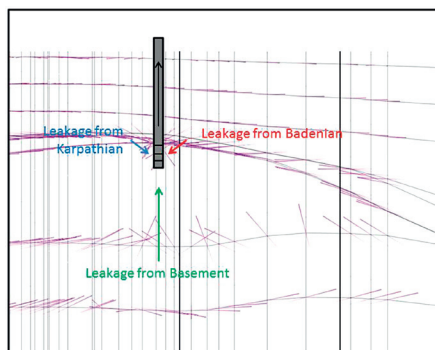 Leakage from
Karpathian
Leakage from Badenian
Leakage from Basement